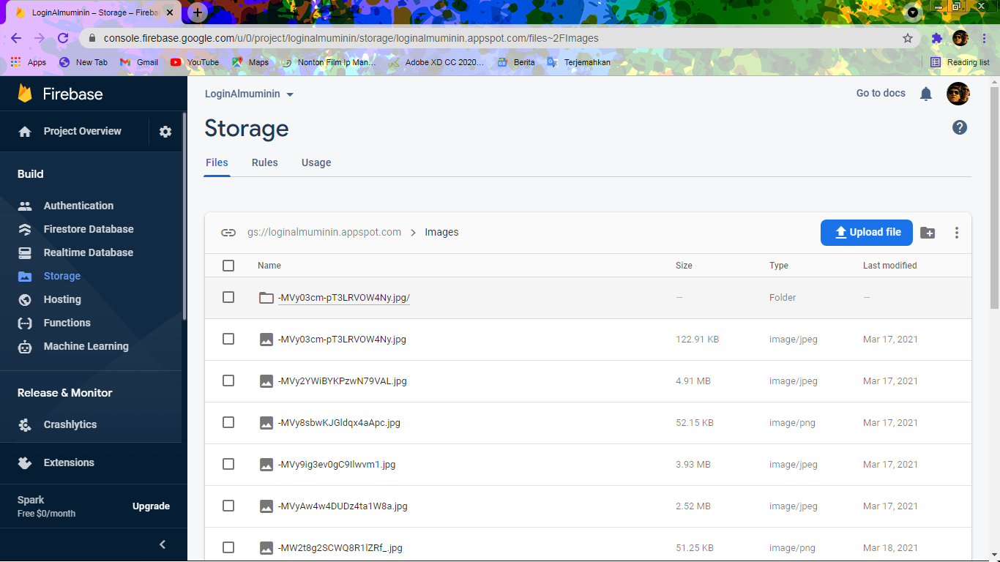 LoginAlmuminin – Storage – Fireba
console.firebase.google.com/u/0/project/loginalmuminin/storage/loginalmuminin.appspot.com/files~2FImages
Apps New Tab Gmail YouTube Maps Nonton Film Ip Man... Adobe XD CC 2020... Berita Terjemahkan Reading list
Firebase
Project Overview
Build
Authentication
Firestore Database
Realtime Database
Storage
Hosting
Functions
Machine Learning
Release & Monitor
Crashlytics
Extensions
Spark
Free $0/month
Upgrade
LoginAlmuminin
Go to docs
Storage
Files Rules Usage
gs://loginalmuminin.appspot.com > Images
Upload file
Name Size Type Last modified
-MVy03cm-pT3LRVOW4Ny.jpg/ — Folder —
-MVy03cm-pT3LRVOW4Ny.jpg 122.91 KB image/jpeg Mar 17, 2021
-MVy2YWiBYKPzwN79VAL.jpg 4.91 MB image/jpeg Mar 17, 2021
-MVy8sbwKJGldqx4aApc.jpg 52.15 KB image/png Mar 17, 2021
-MVy9ig3ev0gC9Ilwvm1.jpg 3.93 MB image/jpeg Mar 17, 2021
-MVyAw4w4DUDz4ta1W8a.jpg 2.52 MB image/jpeg Mar 17, 2021
-MW2t8g2SCWQ8R1lZRf_.jpg 51.25 KB image/png Mar 18, 2021